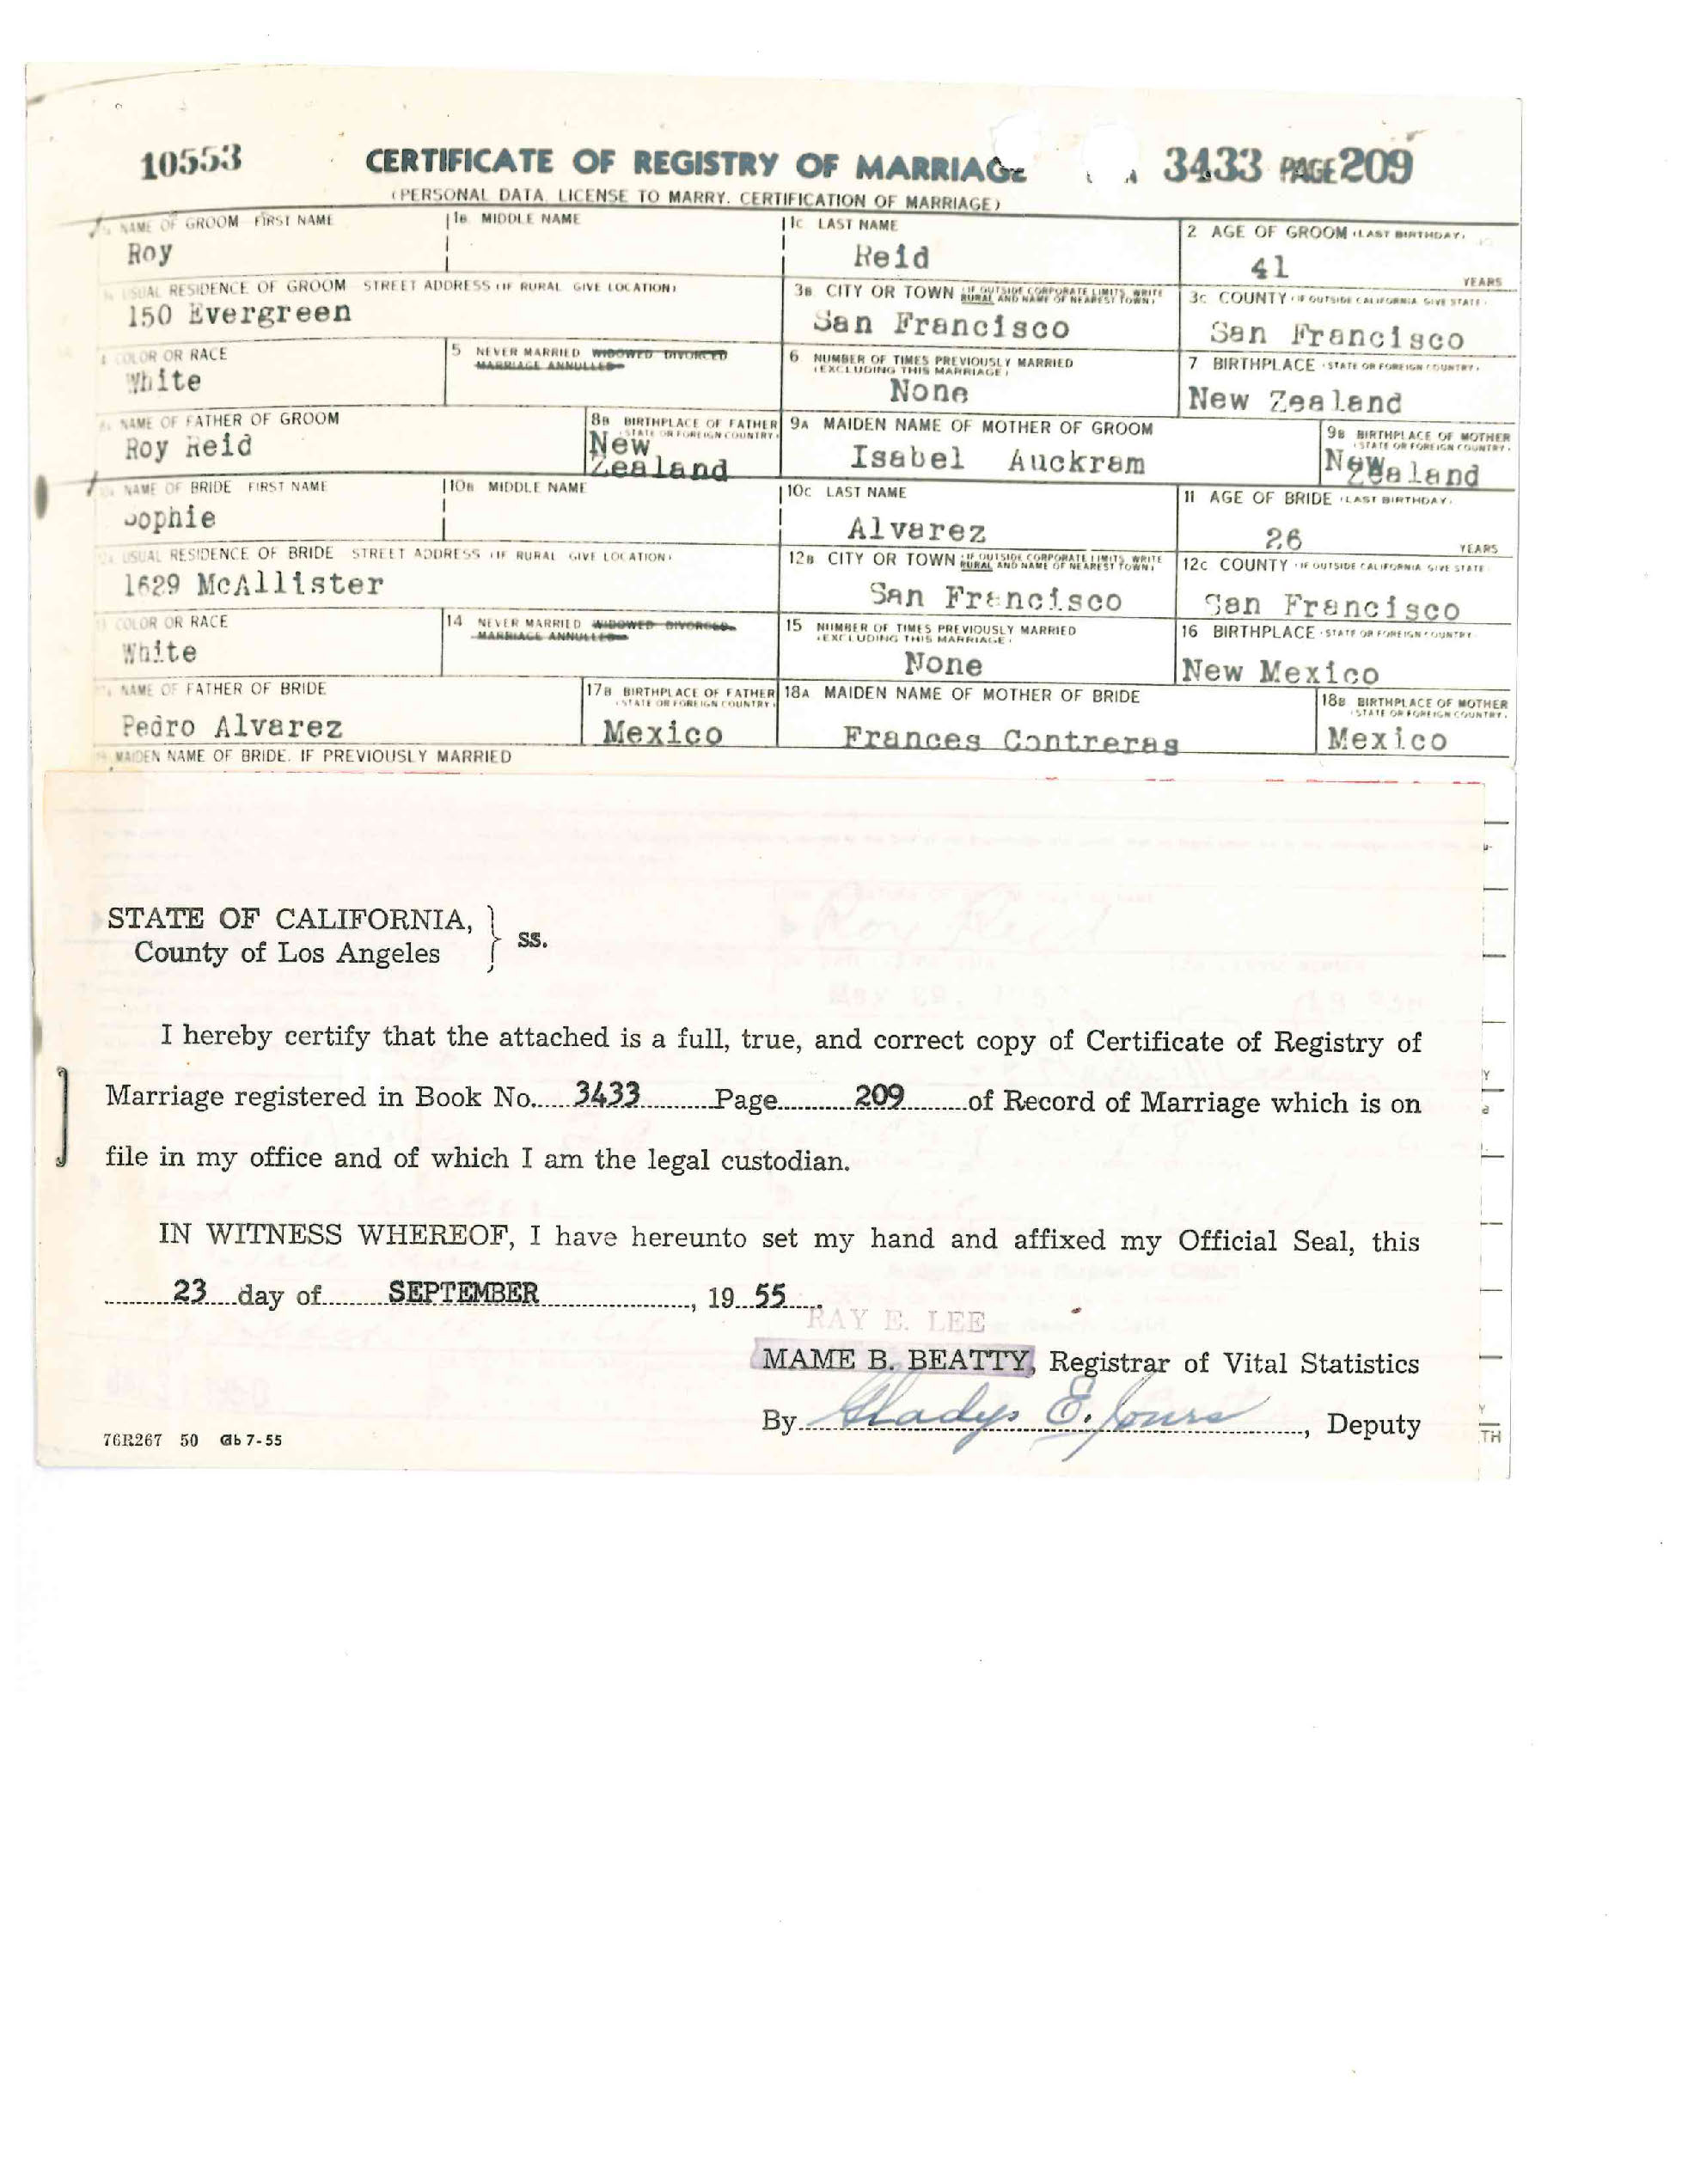 10553 CERTIFICATE OF REGISTRY OF MARRIAGE 3433 PAGE 209
(PERSONAL DATA, LICENSE TO MARRY, CERTIFICATION OF MARRIAGE)
NAME OF GROOM FIRST NAME 1B MIDDLE NAME 1C LAST NAME 2 AGE OF GROOM (LAST BIRTHDAY)
Roy Reid 41 YEARS
USUAL RESIDENCE OF GROOM STREET ADDRESS (IF RURAL GIVE LOCATION) 3B CITY OR TOWN (IF OUTSIDE CORPORATE LIMITS, WRITE RURAL AND NAME OF NEAREST TOWN) 3C COUNTY (IF OUTSIDE CALIFORNIA GIVE STATE)
150 Evergreen San Francisco San Francisco
4 COLOR OR RACE 5 NEVER MARRIED WIDOWED DIVORCED MARRIAGE ANNULLED 6 NUMBER OF TIMES PREVIOUSLY MARRIED (EXCLUDING THIS MARRIAGE) 7 BIRTHPLACE (STATE OR FOREIGN COUNTRY)
White None New Zealand
NAME OF FATHER OF GROOM 8B BIRTHPLACE OF FATHER (STATE OR FOREIGN COUNTRY) 9A MAIDEN NAME OF MOTHER OF GROOM 9B BIRTHPLACE OF MOTHER (STATE OR FOREIGN COUNTRY)
Roy Reid New Zealand Isabel Auckram New Zealand
NAME OF BRIDE FIRST NAME 10B MIDDLE NAME 10C LAST NAME 11 AGE OF BRIDE (LAST BIRTHDAY)
Sophie Alvarez 26 YEARS
USUAL RESIDENCE OF BRIDE STREET ADDRESS (IF RURAL GIVE LOCATION) 12B CITY OR TOWN (IF OUTSIDE CORPORATE LIMITS, WRITE RURAL AND NAME OF NEAREST TOWN) 12C COUNTY (IF OUTSIDE CALIFORNIA GIVE STATE)
1629 McAllister San Francisco San Francisco
COLOR OR RACE 14 NEVER MARRIED WIDOWED DIVORCED MARRIAGE ANNULLED 15 NUMBER OF TIMES PREVIOUSLY MARRIED (EXCLUDING THIS MARRIAGE) 16 BIRTHPLACE (STATE OR FOREIGN COUNTRY)
White None New Mexico
NAME OF FATHER OF BRIDE 17B BIRTHPLACE OF FATHER (STATE OR FOREIGN COUNTRY) 18A MAIDEN NAME OF MOTHER OF BRIDE 18B BIRTHPLACE OF MOTHER (STATE OR FOREIGN COUNTRY)
Pedro Alvarez Mexico Frances Contreras Mexico
MAIDEN NAME OF BRIDE, IF PREVIOUSLY MARRIED
STATE OF CALIFORNIA,
County of Los Angeles } ss.
I hereby certify that the attached is a full, true, and correct copy of Certificate of Registry of
Marriage registered in Book No. 3433 Page 209 of Record of Marriage which is on
file in my office and of which I am the legal custodian.
IN WITNESS WHEREOF, I have hereunto set my hand and affixed my Official Seal, this
23 day of SEPTEMBER, 19 55
RAY E. LEE
MAME B. BEATTY, Registrar of Vital Statistics
By Gladys E. Jones, Deputy
76R267 50 7-55
TH